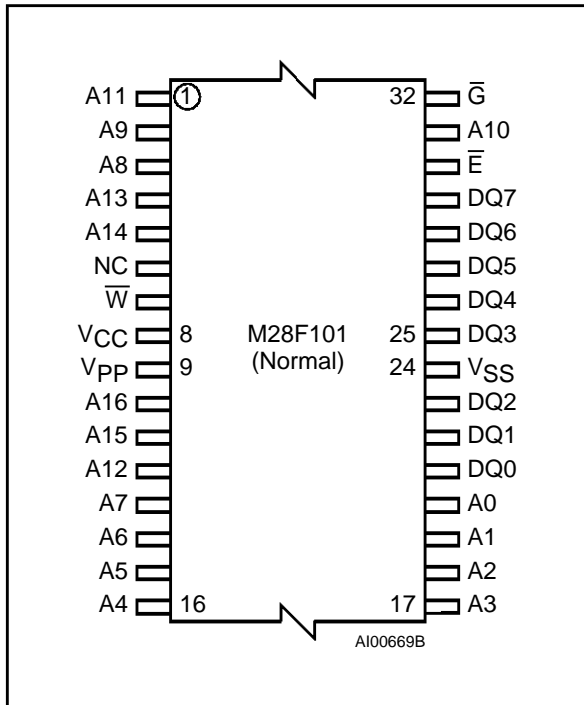 A11 1 32 G̅
A9 A10
A8 E̅
A13 DQ7
A14 DQ6
NC DQ5
W̅ DQ4
VCC 8 M28F101 25 DQ3
VPP 9 (Normal) 24 VSS
A16 DQ2
A15 DQ1
A12 DQ0
A7 A0
A6 A1
A5 A2
A4 16 17 A3
AI00669B